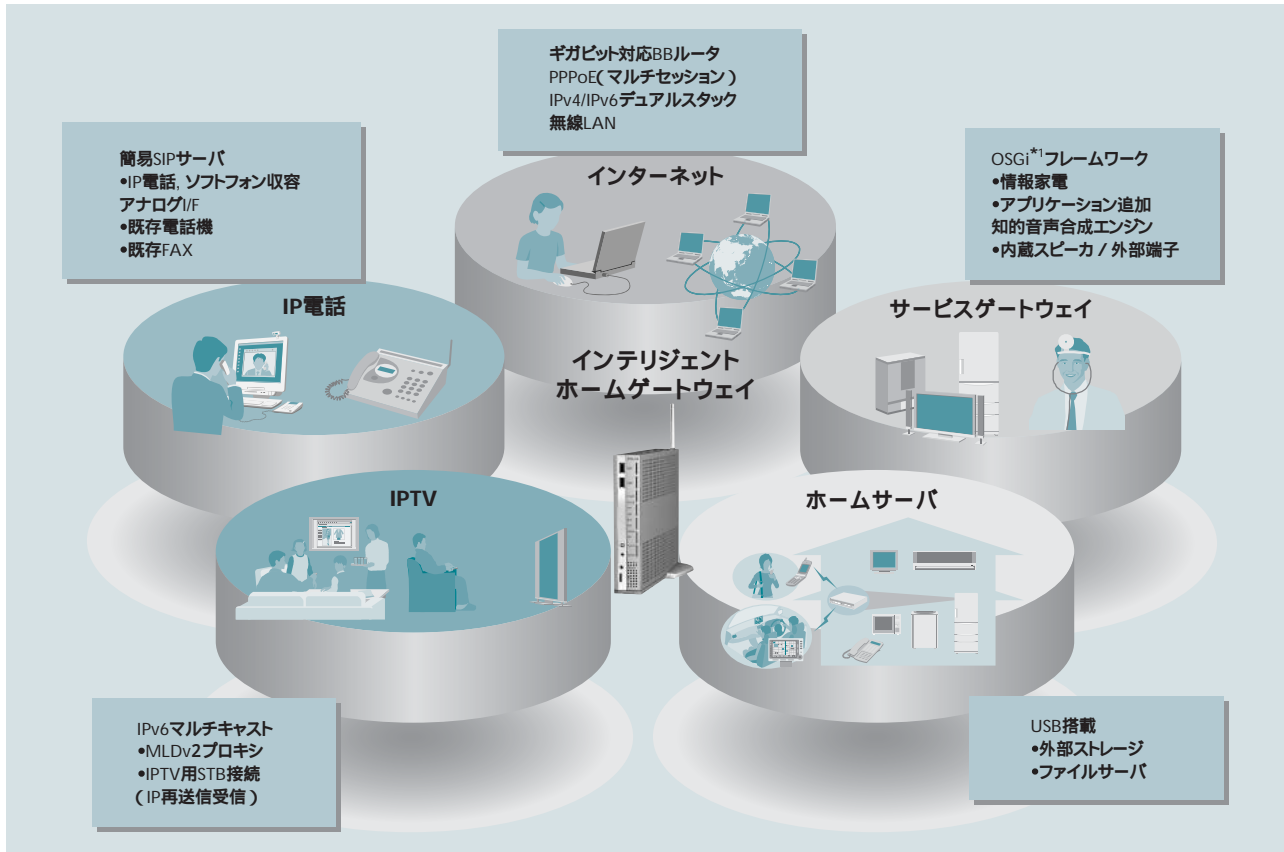 ギガビット対応BBルータ
PPPoE(マルチセッション)
IPv4/IPv6デュアルスタック
無線LAN
簡易SIPサーバ
•IP電話, ソフトフォン収容
アナログI/F
•既存電話機
•既存FAX
OSGi*1フレームワーク
•情報家電
•アプリケーション追加
知的音声合成エンジン
•内蔵スピーカ / 外部端子
インターネット
IP電話
サービスゲートウェイ
インテリジェント
ホームゲートウェイ
IPTV
ホームサーバ
IPv6マルチキャスト
•MLDv2プロキシ
•IPTV用STB接続
(IP再送信受信)
USB搭載
•外部ストレージ
•ファイルサーバ